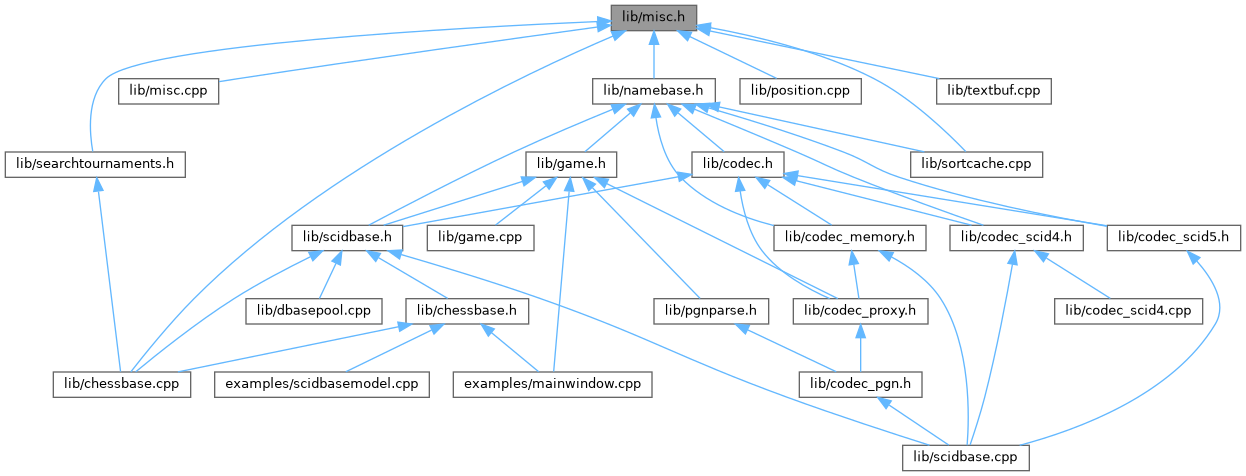 lib/misc.h
lib/misc.cpp
lib/namebase.h
lib/position.cpp
lib/textbuf.cpp
lib/searchtournaments.h
lib/game.h
lib/codec.h
lib/sortcache.cpp
lib/scidbase.h
lib/game.cpp
lib/codec_memory.h
lib/codec_scid4.h
lib/codec_scid5.h
lib/dbasepool.cpp
lib/chessbase.h
lib/pgnparse.h
lib/codec_proxy.h
lib/codec_scid4.cpp
lib/chessbase.cpp
examples/scidbasemodel.cpp
examples/mainwindow.cpp
lib/codec_pgn.h
lib/scidbase.cpp